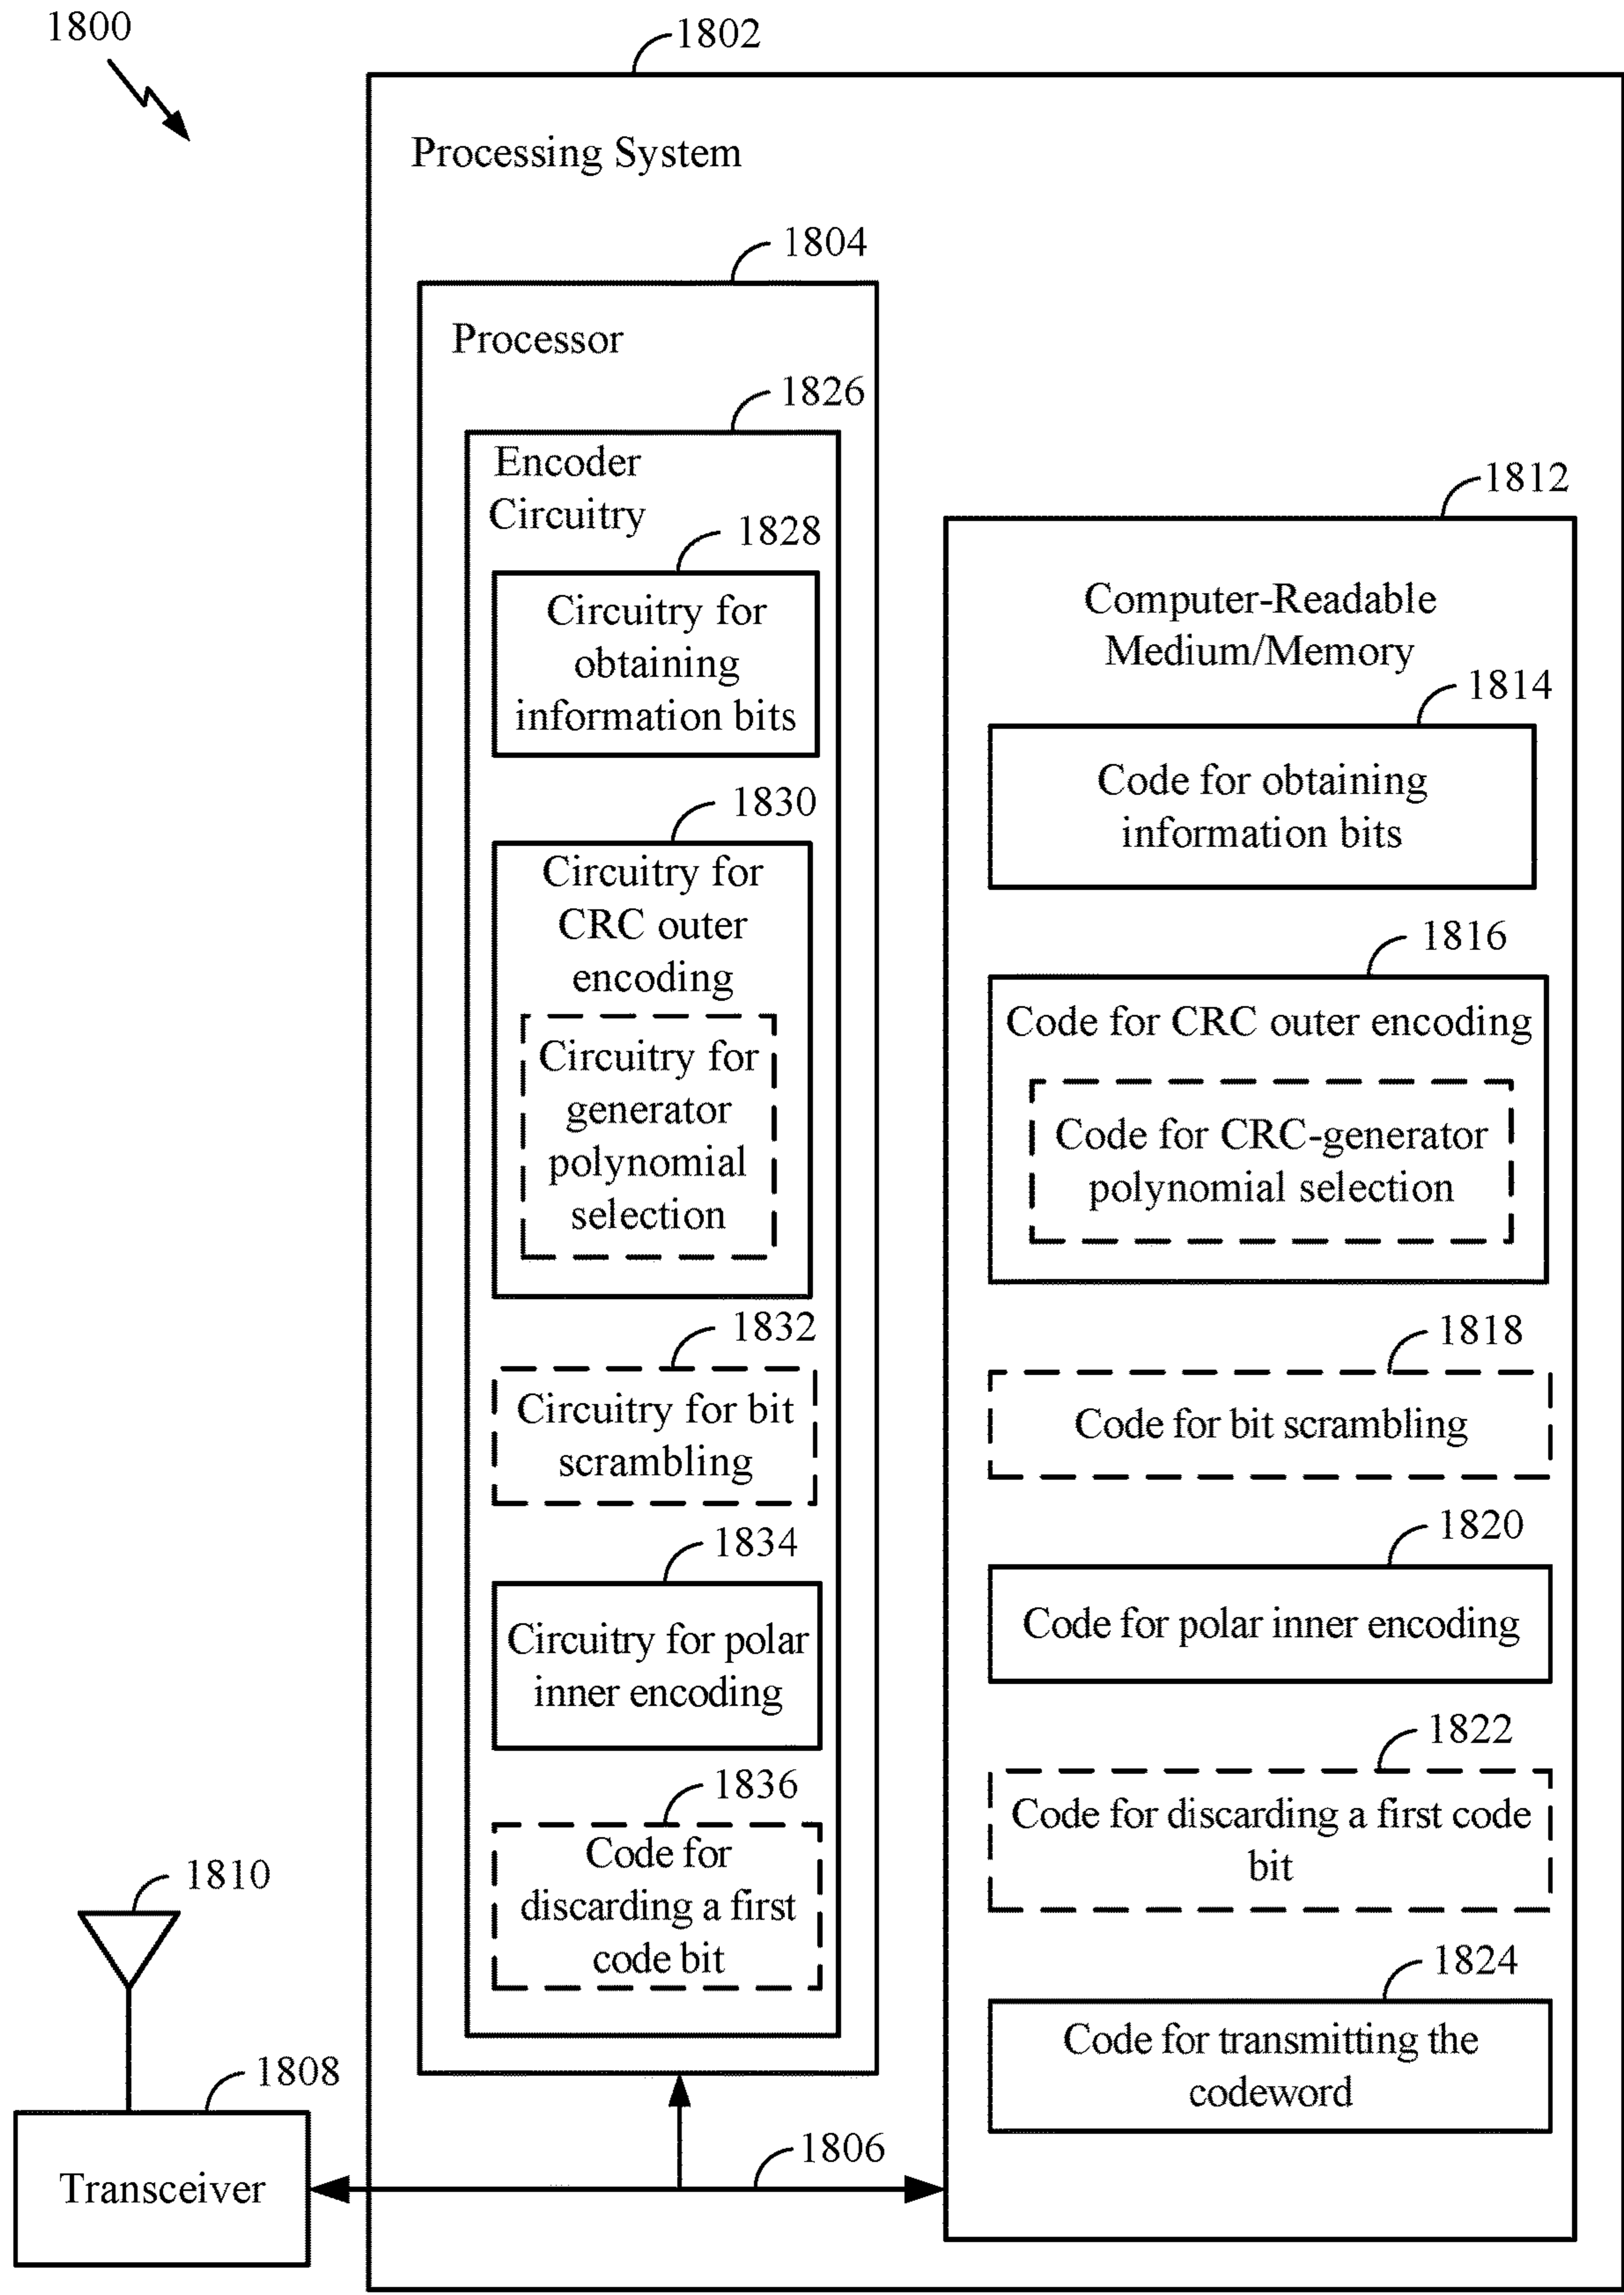 1800
1802
Processing System
1804
Processor
1826
Encoder
Circuitry
1828
Circuitry for
obtaining
information bits
1830
Circuitry for
CRC outer
encoding
Circuitry for
generator
polynomial
selection
1832
Circuitry for bit
scrambling
1834
Circuitry for polar
inner encoding
1836
Code for
discarding a first
code bit
1812
Computer-Readable
Medium/Memory
1814
Code for obtaining
information bits
1816
Code for CRC outer encoding
Code for CRC-generator
polynomial selection
1818
Code for bit scrambling
1820
Code for polar inner encoding
1822
Code for discarding a first code
bit
1824
Code for transmitting the
codeword
1810
1808
Transceiver
1806